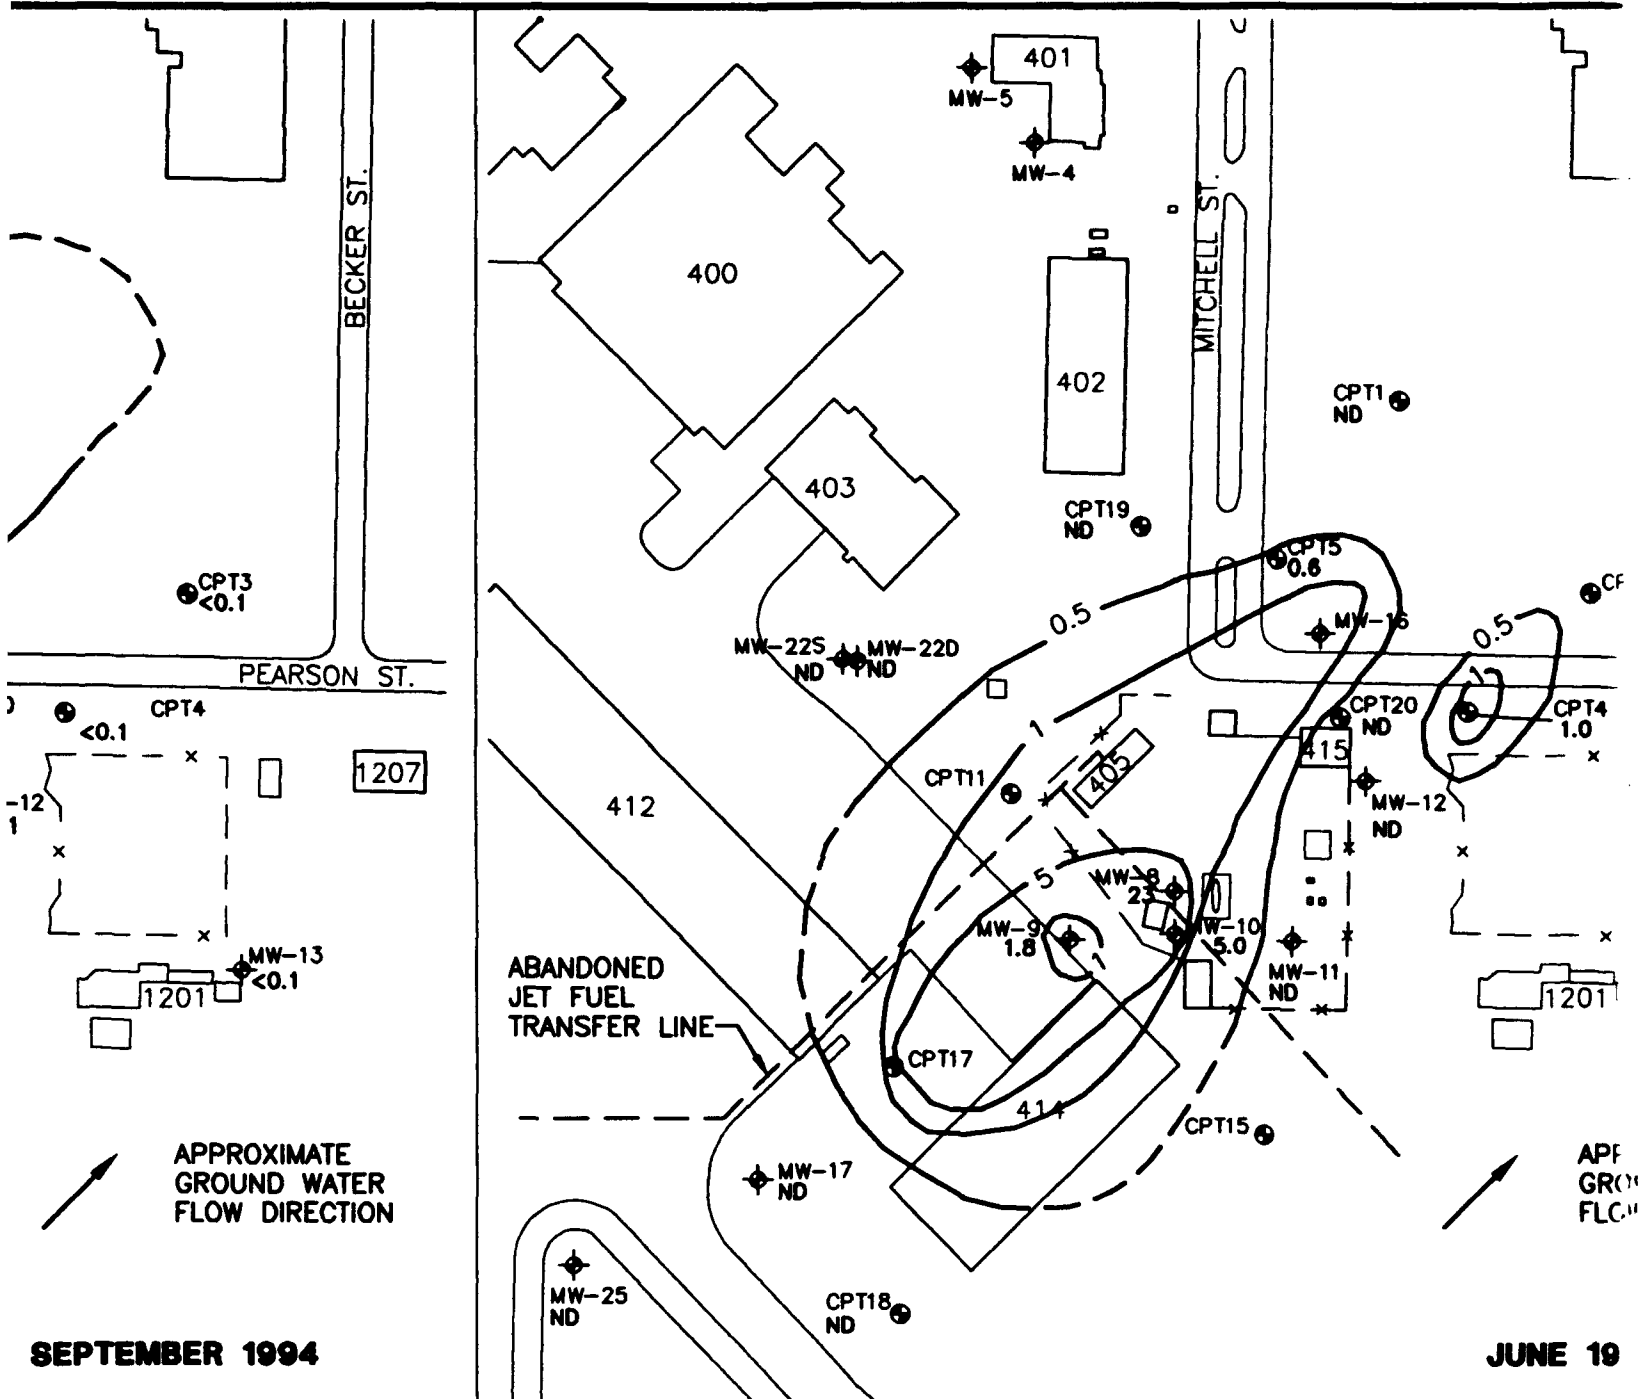 401
MW-5
MW-4
BECKER ST.
MITCHELL ST.
400
402
CPT1
ND
403
CPT19
ND
CPT5
0.6
CPT3
<0.1
0.5
MW-16
0.5
MW-22S
ND
MW-22D
ND
PEARSON ST.
1
1
CPT4
<0.1
CPT20
ND
CPT4
1.0
415
1207
CPT11
405
412
-12
1
MW-12
ND
5
MW-8
23
MW-9
1.8
MW-10
5.0
MW-11
ND
MW-13
<0.1
1201
1201
ABANDONED
JET FUEL
TRANSFER LINE
CPT17
414
CPT15
APPROXIMATE
GROUND WATER
FLOW DIRECTION
MW-17
ND
MW-25
ND
CPT18
ND
SEPTEMBER 1994
JUNE 19